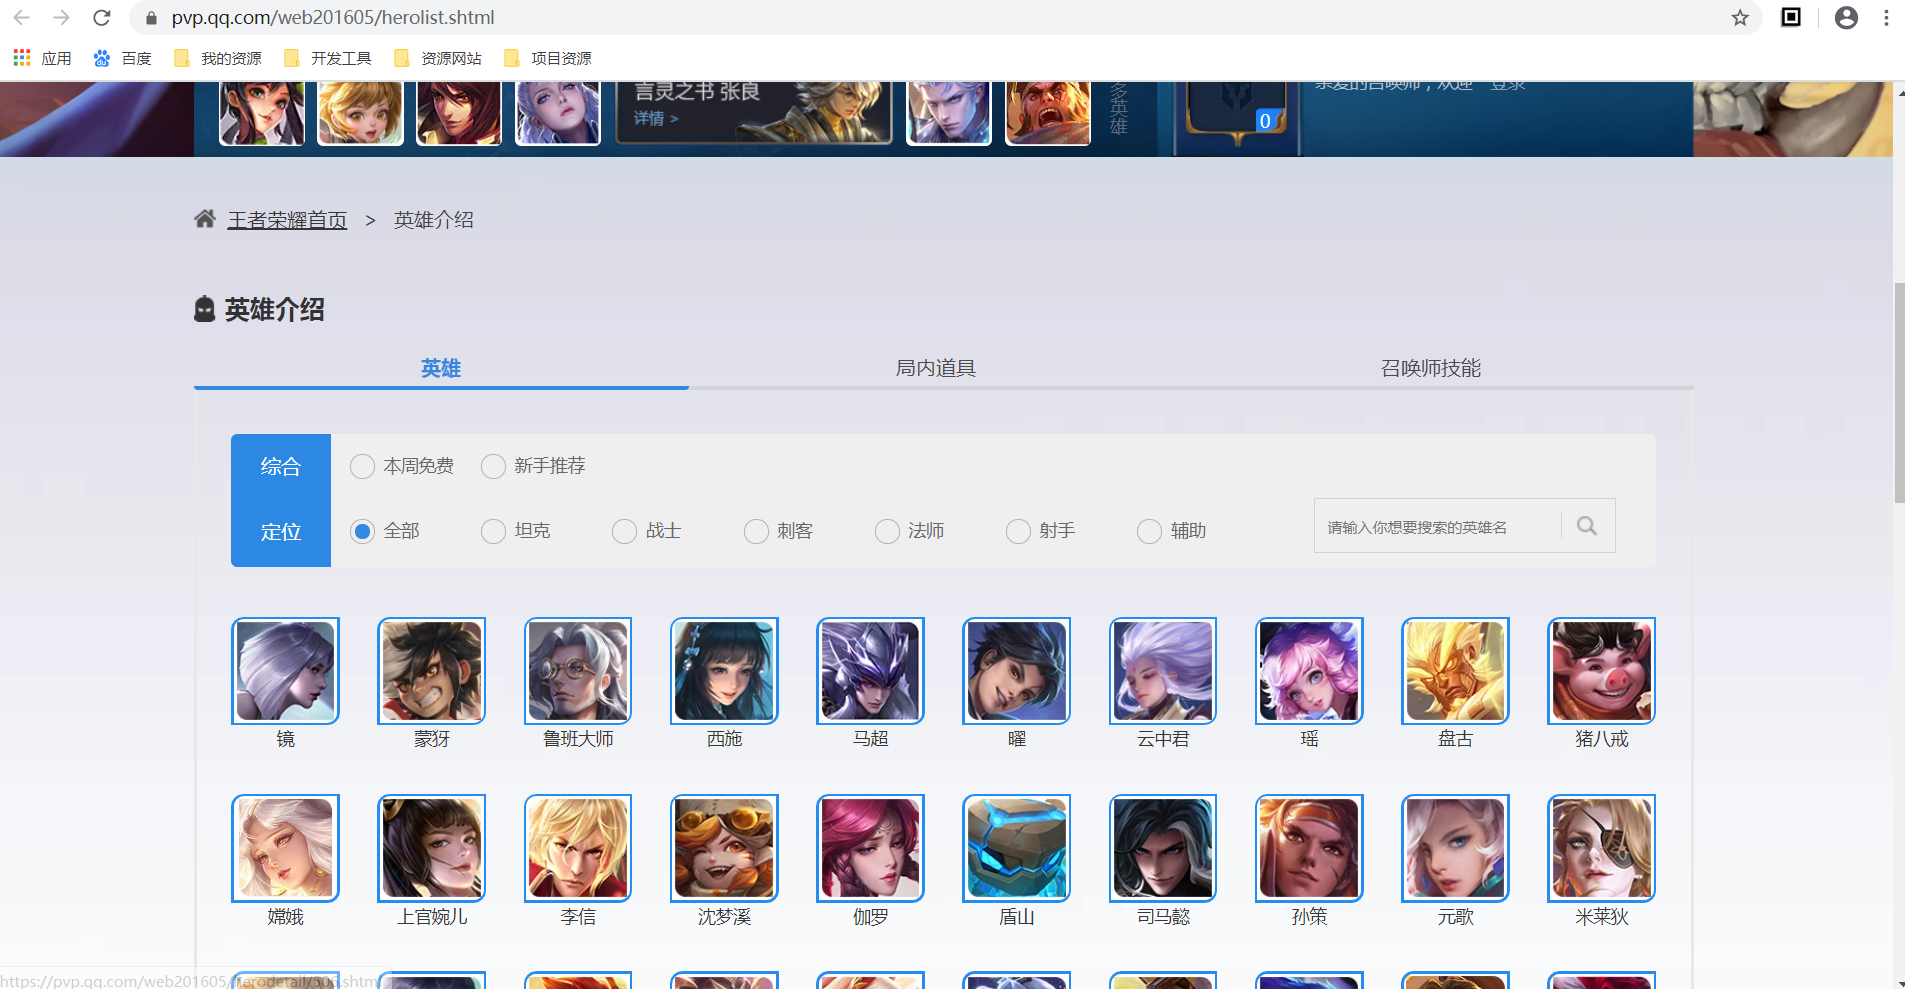 pvp.qq.com/web201605/herolist.shtml
应用 百度 我的资源 开发工具 资源网站 项目资源
言灵之书 张良
详情 >
多英雄
0
亲爱的召唤师，欢迎 登录
王者荣耀首页 > 英雄介绍
英雄介绍
英雄 局内道具 召唤师技能
综合 本周免费 新手推荐
定位 全部 坦克 战士 刺客 法师 射手 辅助
请输入你想要搜索的英雄名
镜 蒙犽 鲁班大师 西施 马超 曜 云中君 瑶 盘古 猪八戒
嫦娥 上官婉儿 李信 沈梦溪 伽罗 盾山 司马懿 孙策 元歌 米莱狄
https://pvp.qq.com/web201605/herodetail/506.shtml